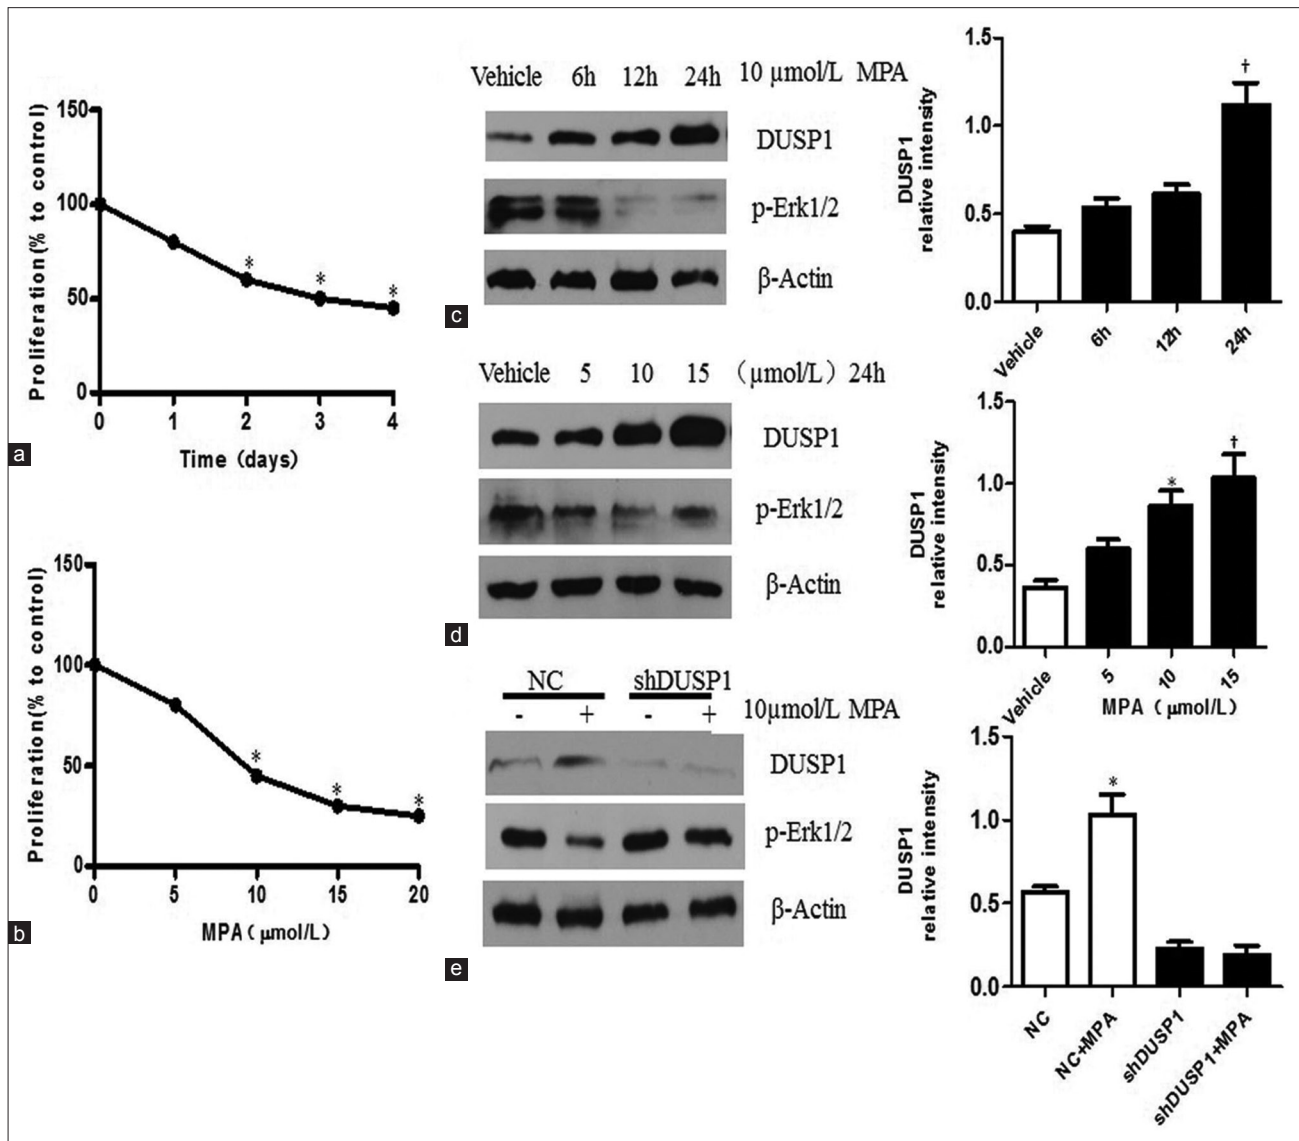 150
100
50
0
Proliferation(% to control)
*
*
*
0 1 2 3 4
Time (days)
a
150
100
50
0
Proliferation(% to control)
*
*
*
0 5 10 15 20
MPA ( μmol/L)
b
Vehicle 6h 12h 24h 10 μmol/L MPA
DUSP1
p-Erk1/2
β-Actin
c
Vehicle 5 10 15 (μmol/L) 24h
DUSP1
p-Erk1/2
β-Actin
d
NC shDUSP1
- + - + 10μmol/L MPA
DUSP1
p-Erk1/2
β-Actin
e
1.5
1.0
0.5
0.0
DUSP1
relative intensity
†
Vehicle 6h 12h 24h
1.5
1.0
0.5
0.0
DUSP1
relative intensity
*
†
Vehicle 5 10 15
MPA ( μmol/L)
1.5
1.0
0.5
0.0
DUSP1
relative intensity
*
NC NC+MPA shDUSP1 shDUSP1+MPA